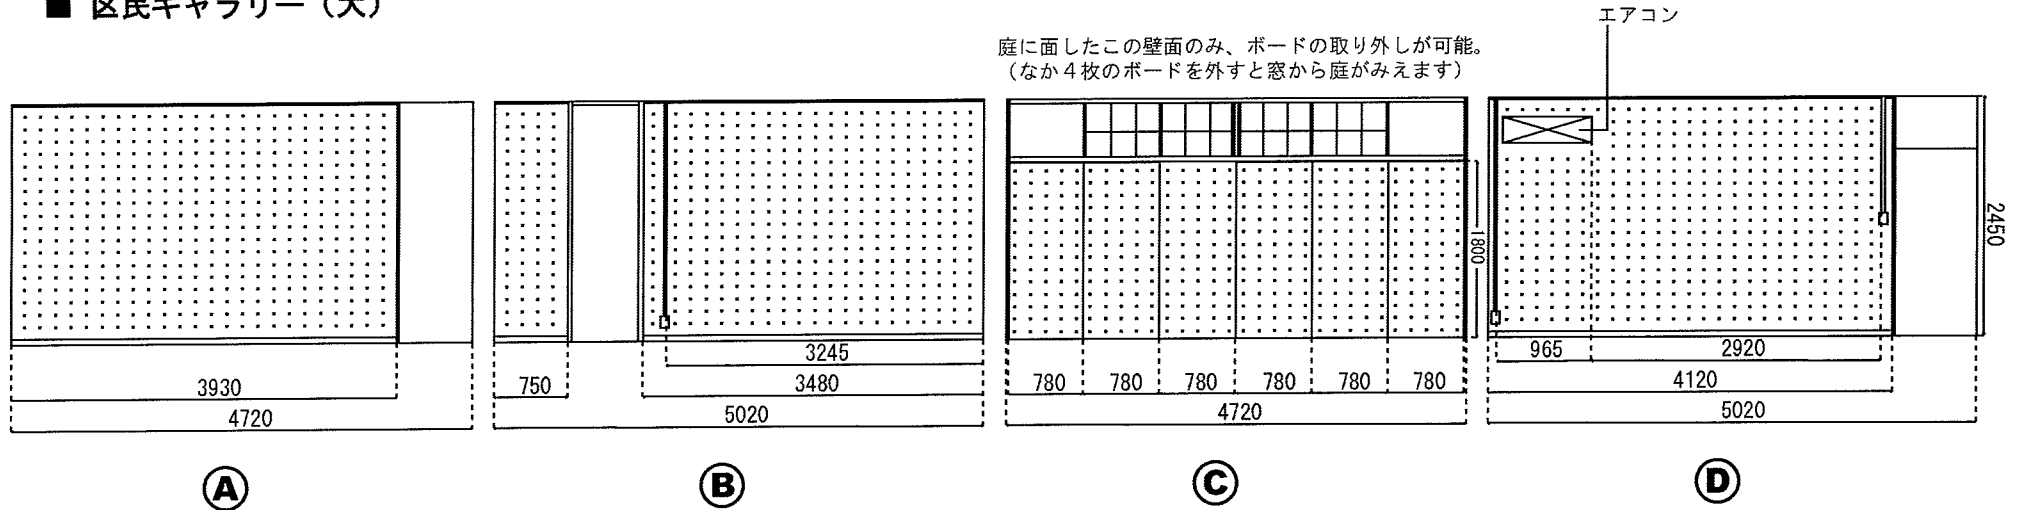 ■ 区民ギャラリー（大）
エアコン
庭に面したこの壁面のみ、ボードの取り外しが可能。
（なか４枚のボードを外すと窓から庭がみえます）
3930
4720
A
750
3245
3480
5020
B
1800
780 780 780 780 780 780
4720
C
2450
965 2920
4120
5020
D